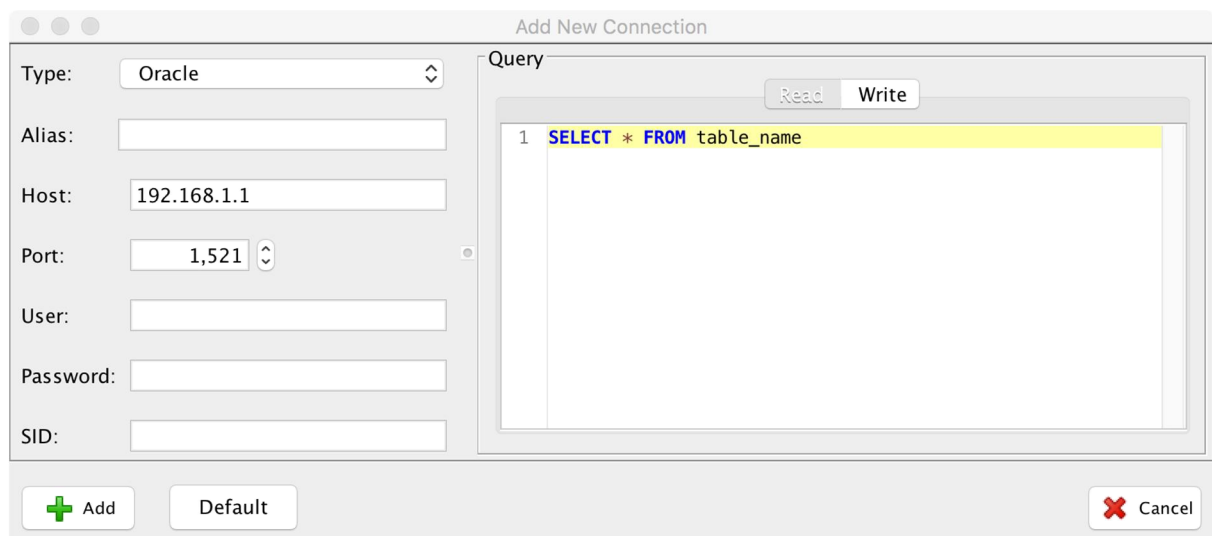 Add New Connection
Type: Oracle
Alias:
Host: 192.168.1.1
Port: 1,521
User:
Password:
SID:
Query
Read Write
1 SELECT * FROM table_name
Add Default Cancel